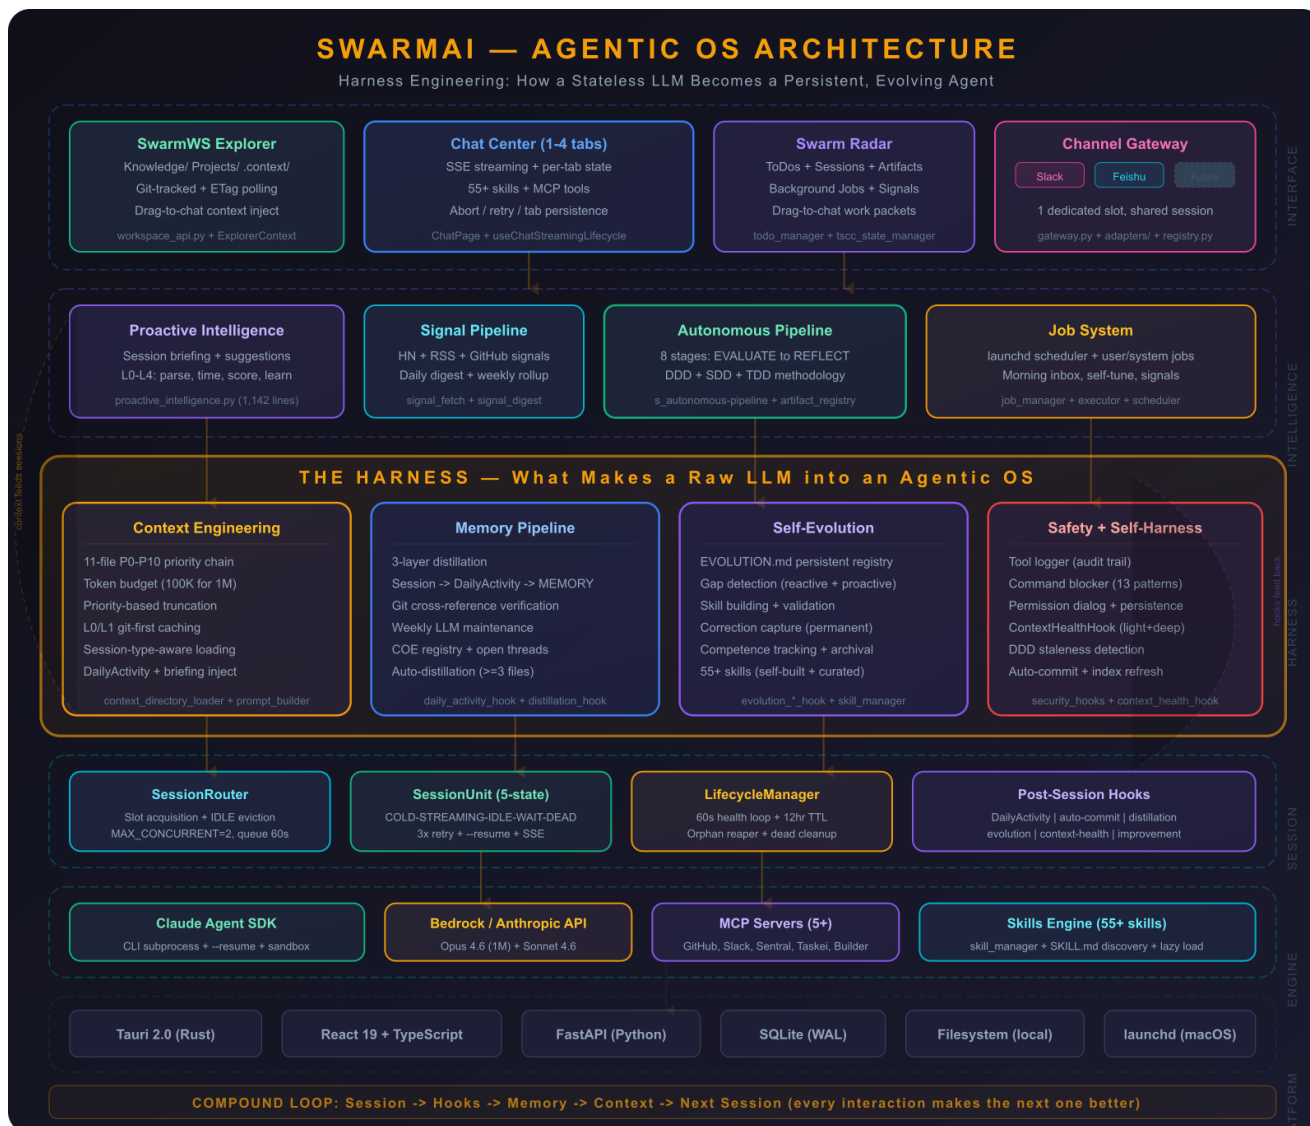 SWARMAI — AGENTIC OS ARCHITECTURE
Harness Engineering: How a Stateless LLM Becomes a Persistent, Evolving Agent
SwarmWS Explorer
Knowledge/ Projects/ .context/
Git-tracked + ETag polling
Drag-to-chat context inject
workspace_api.py + ExplorerContext
Chat Center (1-4 tabs)
SSE streaming + per-tab state
55+ skills + MCP tools
Abort / retry / tab persistence
ChatPage + useChatStreamingLifecycle
Swarm Radar
ToDos + Sessions + Artifacts
Background Jobs + Signals
Drag-to-chat work packets
todo_manager + tscc_state_manager
Channel Gateway
Slack
Feishu
Future
1 dedicated slot, shared session
gateway.py + adapters/ + registry.py
INTERFACE
Proactive Intelligence
Session briefing + suggestions
L0-L4: parse, time, score, learn
proactive_intelligence.py (1,142 lines)
Signal Pipeline
HN + RSS + GitHub signals
Daily digest + weekly rollup
signal_fetch + signal_digest
Autonomous Pipeline
8 stages: EVALUATE to REFLECT
DDD + SDD + TDD methodology
s_autonomous-pipeline + artifact_registry
Job System
launchd scheduler + user/system jobs
Morning inbox, self-tune, signals
job_manager + executor + scheduler
INTELLIGENCE
context feeds sessions
THE HARNESS — What Makes a Raw LLM into an Agentic OS
Context Engineering
11-file P0-P10 priority chain
Token budget (100K for 1M)
Priority-based truncation
L0/L1 git-first caching
Session-type-aware loading
DailyActivity + briefing inject
context_directory_loader + prompt_builder
Memory Pipeline
3-layer distillation
Session -> DailyActivity -> MEMORY
Git cross-reference verification
Weekly LLM maintenance
COE registry + open threads
Auto-distillation (>=3 files)
daily_activity_hook + distillation_hook
Self-Evolution
EVOLUTION.md persistent registry
Gap detection (reactive + proactive)
Skill building + validation
Correction capture (permanent)
Competence tracking + archival
55+ skills (self-built + curated)
evolution_*_hook + skill_manager
Safety + Self-Harness
Tool logger (audit trail)
Command blocker (13 patterns)
Permission dialog + persistence
ContextHealthHook (light+deep)
DDD staleness detection
Auto-commit + index refresh
security_hooks + context_health_hook
hooks feed back
HARNESS
SessionRouter
Slot acquisition + IDLE eviction
MAX_CONCURRENT=2, queue 60s
SessionUnit (5-state)
COLD-STREAMING-IDLE-WAIT-DEAD
3x retry + --resume + SSE
LifecycleManager
60s health loop + 12hr TTL
Orphan reaper + dead cleanup
Post-Session Hooks
DailyActivity | auto-commit | distillation
evolution | context-health | improvement
SESSION
Claude Agent SDK
CLI subprocess + --resume + sandbox
Bedrock / Anthropic API
Opus 4.6 (1M) + Sonnet 4.6
MCP Servers (5+)
GitHub, Slack, Sentral, Taskei, Builder
Skills Engine (55+ skills)
skill_manager + SKILL.md discovery + lazy load
ENGINE
Tauri 2.0 (Rust)
React 19 + TypeScript
FastAPI (Python)
SQLite (WAL)
Filesystem (local)
launchd (macOS)
COMPOUND LOOP: Session -> Hooks -> Memory -> Context -> Next Session (every interaction makes the next one better)